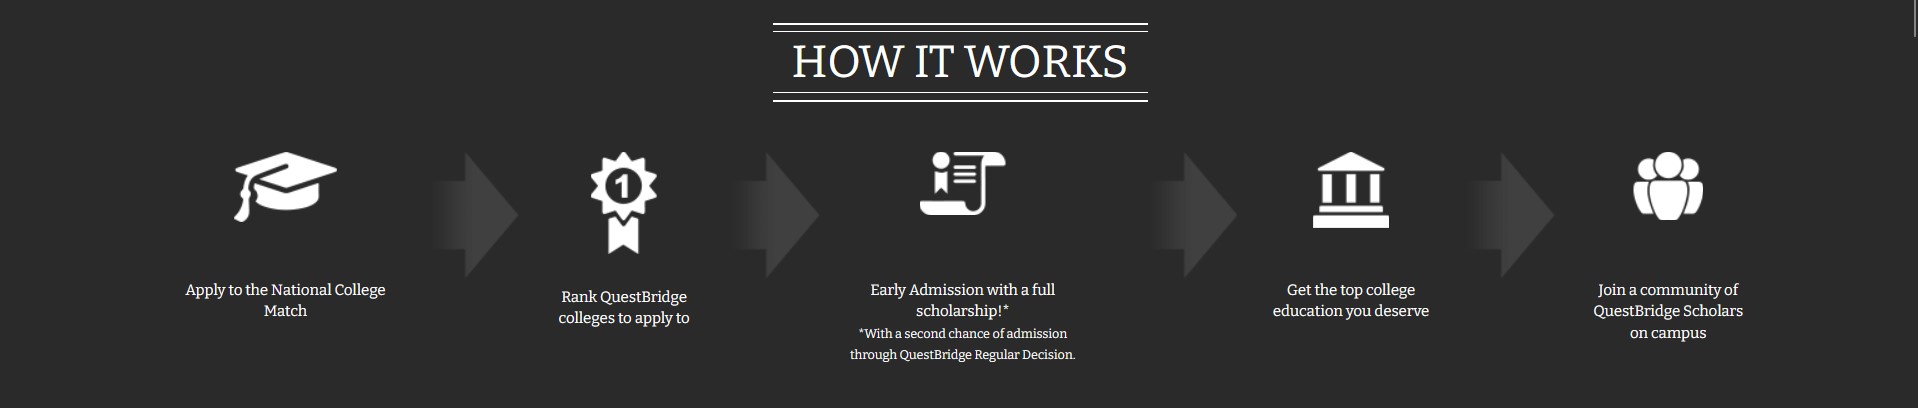 HOW IT WORKS
1
Apply to the National College
Match
Rank QuestBridge
colleges to apply to
Early Admission with a full
scholarship!*
*With a second chance of admission
through QuestBridge Regular Decision.
Get the top college
education you deserve
Join a community of
QuestBridge Scholars
on campus